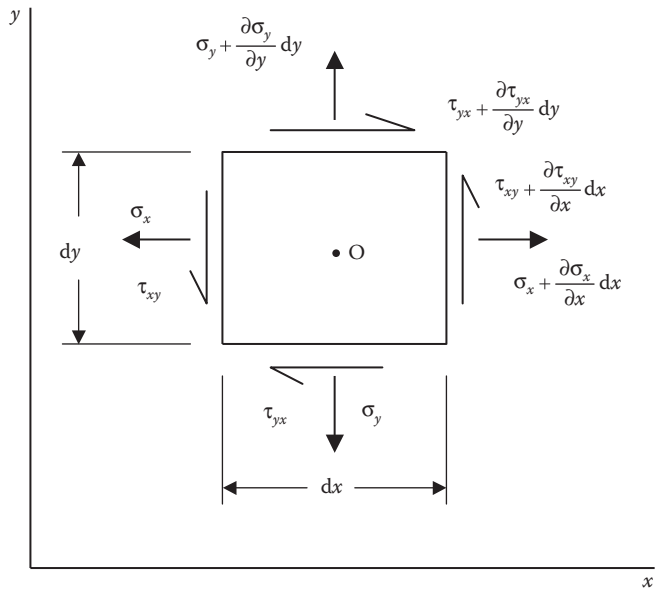 y
σ_y + ∂σ_y/∂y dy
τ_yx + ∂τ_yx/∂y dy
τ_xy + ∂τ_xy/∂x dx
σ_x
dy
O
σ_x + ∂σ_x/∂x dx
τ_xy
τ_yx
σ_y
dx
x